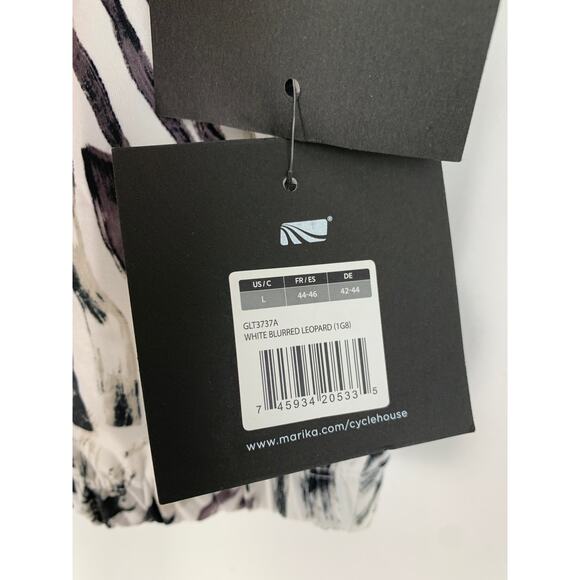 ®
US / C FR / ES DE
L 44-46 42-44
GLT3737A
WHITE BLURRED LEOPARD (1G8)
7 45934 20533 5
www.marika.com/cyclehouse